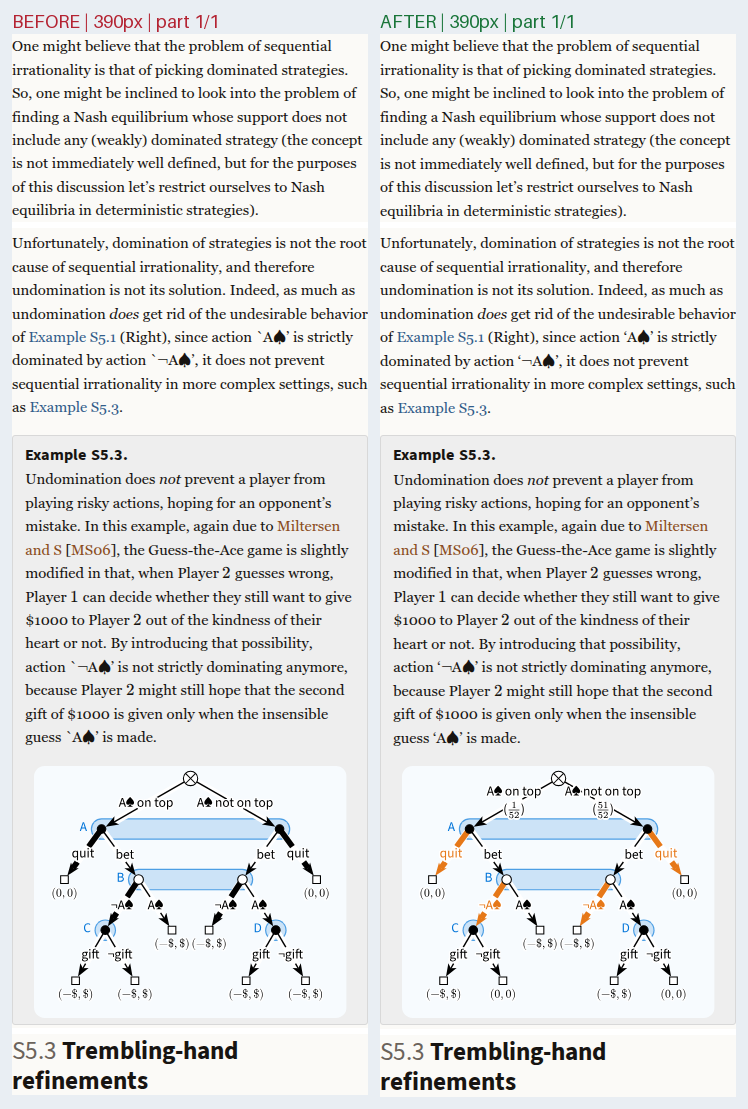 BEFORE | 390px | part 1/1
One might believe that the problem of sequential
irrationality is that of picking dominated strategies.
So, one might be inclined to look into the problem of
finding a Nash equilibrium whose support does not
include any (weakly) dominated strategy (the concept
is not immediately well defined, but for the purposes
of this discussion let’s restrict ourselves to Nash
equilibria in deterministic strategies).
Unfortunately, domination of strategies is not the root
cause of sequential irrationality, and therefore
undomination is not its solution. Indeed, as much as
undomination does get rid of the undesirable behavior
of Example S5.1 (Right), since action `A♠’ is strictly
dominated by action `¬A♠’, it does not prevent
sequential irrationality in more complex settings, such
as Example S5.3.
Example S5.3.
Undomination does not prevent a player from
playing risky actions, hoping for an opponent’s
mistake. In this example, again due to Miltersen
and S [MS06], the Guess-the-Ace game is slightly
modified in that, when Player 2 guesses wrong,
Player 1 can decide whether they still want to give
$1000 to Player 2 out of the kindness of their
heart or not. By introducing that possibility,
action `¬A♠’ is not strictly dominating anymore,
because Player 2 might still hope that the second
gift of $1000 is given only when the insensible
guess `A♠’ is made.
A♠ on top A♠ not on top
A
quit bet bet quit
B
(0, 0) (0, 0)
¬A♠ A♠ ¬A♠ A♠
C D
(−$, $) (−$, $)
gift ¬gift gift ¬gift
(−$, $) (−$, $) (−$, $) (−$, $)
S5.3 Trembling-hand
refinements
AFTER | 390px | part 1/1
One might believe that the problem of sequential
irrationality is that of picking dominated strategies.
So, one might be inclined to look into the problem of
finding a Nash equilibrium whose support does not
include any (weakly) dominated strategy (the concept
is not immediately well defined, but for the purposes
of this discussion let’s restrict ourselves to Nash
equilibria in deterministic strategies).
Unfortunately, domination of strategies is not the root
cause of sequential irrationality, and therefore
undomination is not its solution. Indeed, as much as
undomination does get rid of the undesirable behavior
of Example S5.1 (Right), since action ‘A♠’ is strictly
dominated by action ‘¬A♠’, it does not prevent
sequential irrationality in more complex settings, such
as Example S5.3.
Example S5.3.
Undomination does not prevent a player from
playing risky actions, hoping for an opponent’s
mistake. In this example, again due to Miltersen
and S [MS06], the Guess-the-Ace game is slightly
modified in that, when Player 2 guesses wrong,
Player 1 can decide whether they still want to give
$1000 to Player 2 out of the kindness of their
heart or not. By introducing that possibility,
action ‘¬A♠’ is not strictly dominating anymore,
because Player 2 might still hope that the second
gift of $1000 is given only when the insensible
guess ‘A♠’ is made.
A♠ on top A♠ not on top
(1/52) (51/52)
A
quit bet bet quit
B
(0, 0) (0, 0)
¬A♠ A♠ ¬A♠ A♠
C D
(−$, $) (−$, $)
gift ¬gift gift ¬gift
(−$, $) (0, 0) (−$, $) (0, 0)
S5.3 Trembling-hand
refinements